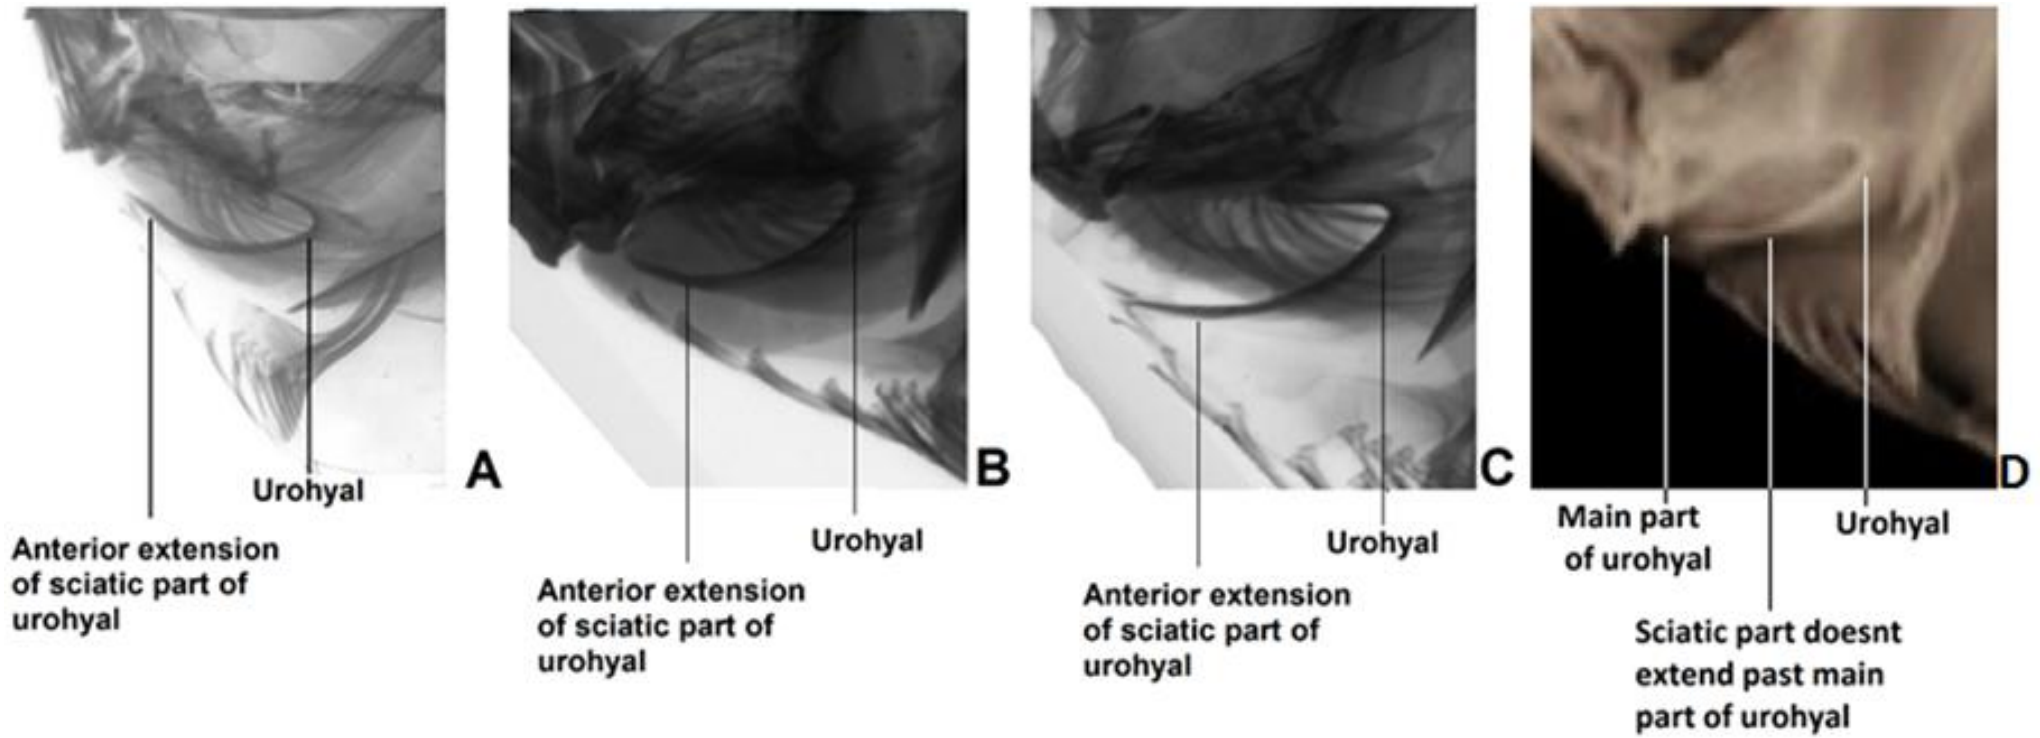 A
Urohyal
Anterior extension
of sciatic part of
urohyal
B
Urohyal
Anterior extension
of sciatic part of
urohyal
C
Urohyal
Anterior extension
of sciatic part of
urohyal
D
Main part
of urohyal
Urohyal
Sciatic part doesnt
extend past main
part of urohyal